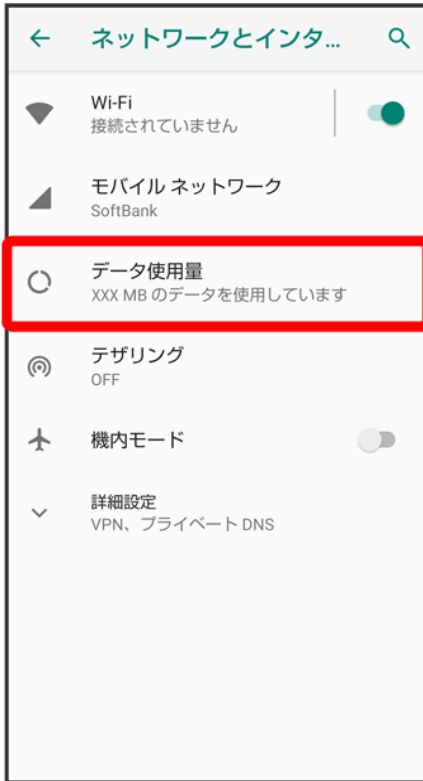 ネットワークとインタ...
Wi-Fi
接続されていません
モバイル ネットワーク
SoftBank
データ使用量
XXX MB のデータを使用しています
テザリング
OFF
機内モード
詳細設定
VPN、プライベート DNS